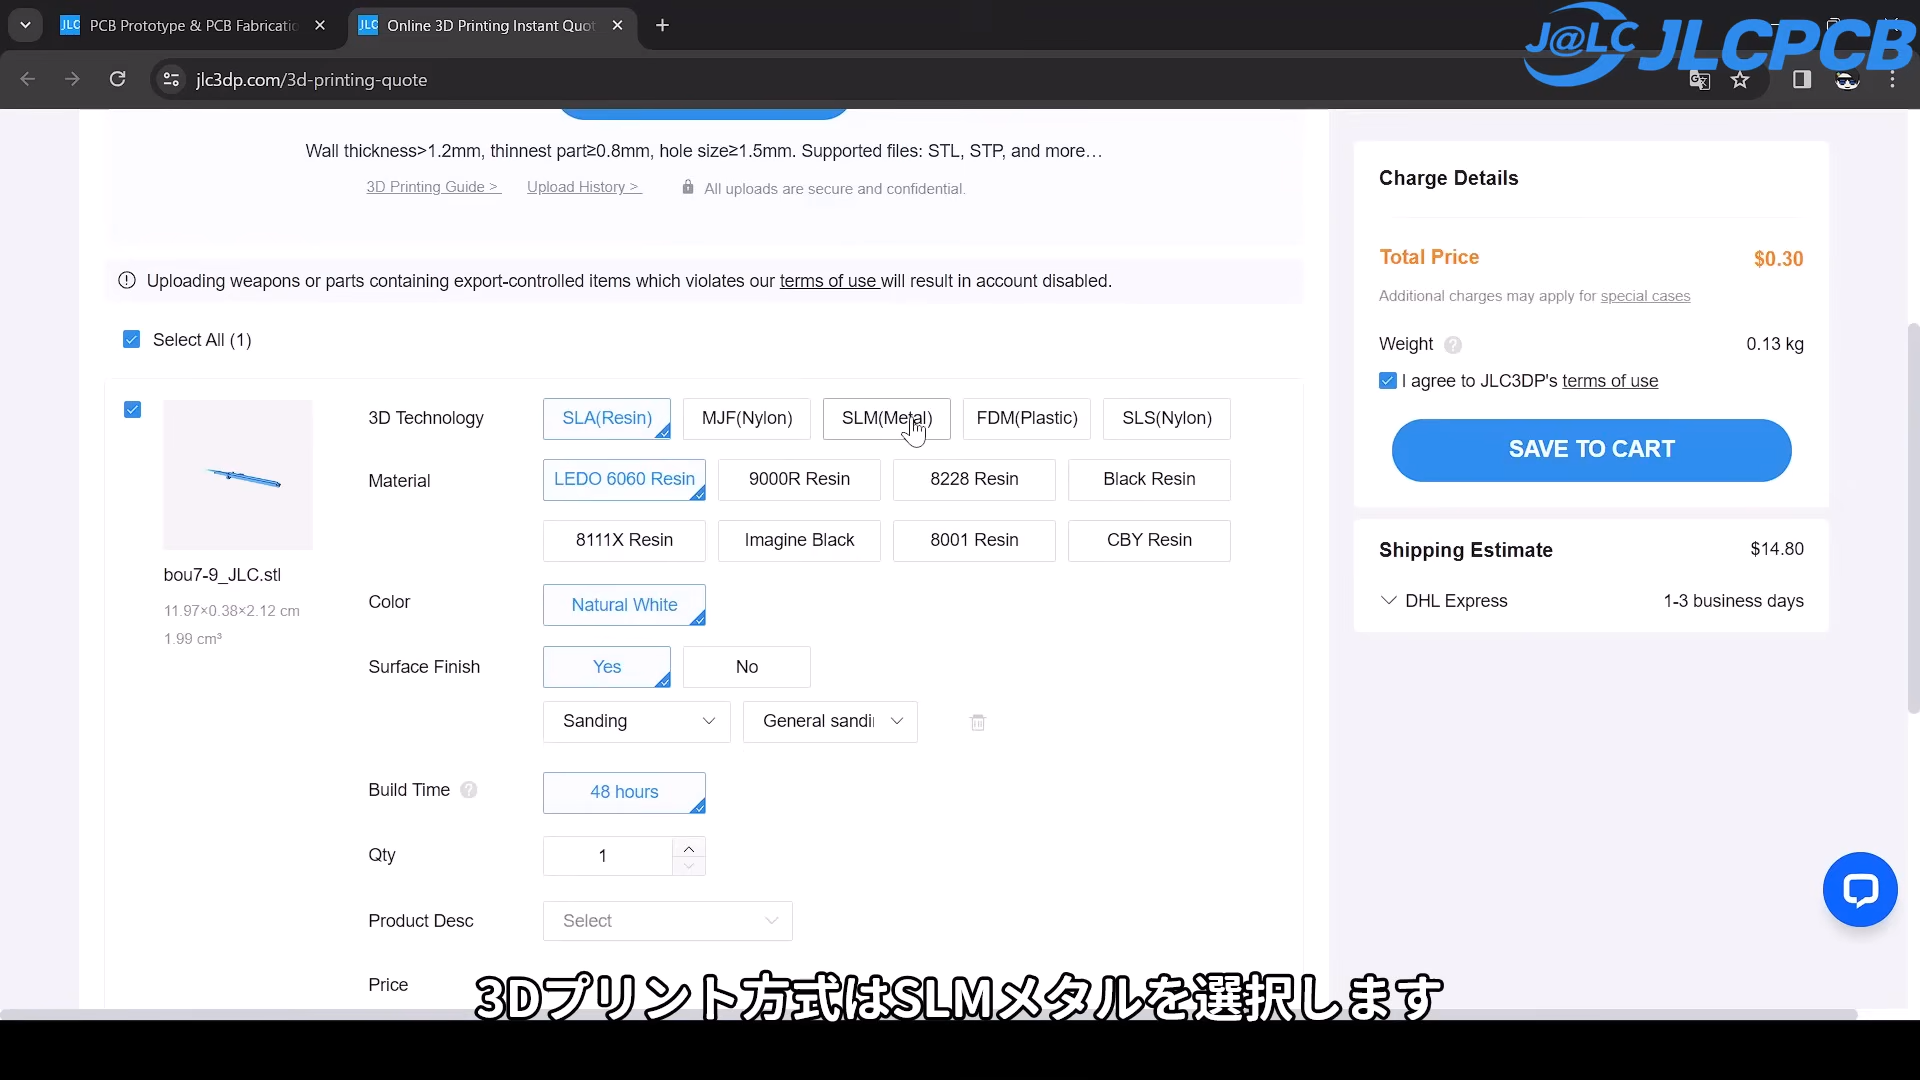 PCB Prototype & PCB Fabricatio
Online 3D Printing Instant Quot
J@LC JLCPCB
jlc3dp.com/3d-printing-quote
Wall thickness>1.2mm, thinnest part≥0.8mm, hole size≥1.5mm. Supported files: STL, STP, and more…
3D Printing Guide >
Upload History >
All uploads are secure and confidential.
Uploading weapons or parts containing export-controlled items which violates our terms of use will result in account disabled.
Select All (1)
bou7-9_JLC.stl
11.97×0.38×2.12 cm
1.99 cm³
3D Technology
SLA(Resin)
MJF(Nylon)
SLM(Metal)
FDM(Plastic)
SLS(Nylon)
Material
LEDO 6060 Resin
9000R Resin
8228 Resin
Black Resin
8111X Resin
Imagine Black
8001 Resin
CBY Resin
Color
Natural White
Surface Finish
Yes
No
Sanding
General sandi
Build Time ?
48 hours
Qty
1
Product Desc
Select
Price
Charge Details
Total Price $0.30
Additional charges may apply for special cases
Weight ? 0.13 kg
I agree to JLC3DP's terms of use
SAVE TO CART
Shipping Estimate $14.80
DHL Express 1-3 business days
3Dプリント方式はSLMメタルを選択します